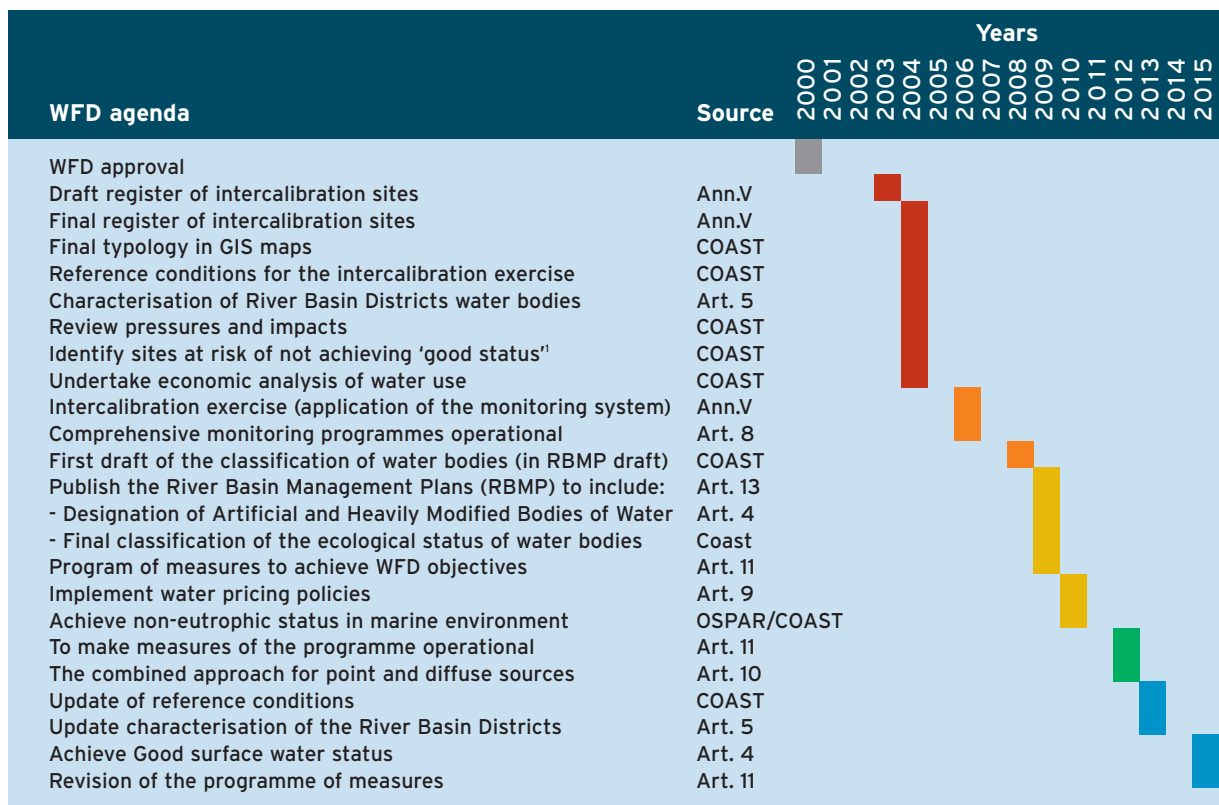 Years
WFD agenda Source 2000 2001 2002 2003 2004 2005 2006 2007 2008 2009 2010 2011 2012 2013 2014 2015
WFD approval
Draft register of intercalibration sites Ann.V
Final register of intercalibration sites Ann.V
Final typology in GIS maps COAST
Reference conditions for the intercalibration exercise COAST
Characterisation of River Basin Districts water bodies Art. 5
Review pressures and impacts COAST
Identify sites at risk of not achieving ‘good status’¹ COAST
Undertake economic analysis of water use COAST
Intercalibration exercise (application of the monitoring system) Ann.V
Comprehensive monitoring programmes operational Art. 8
First draft of the classification of water bodies (in RBMP draft) COAST
Publish the River Basin Management Plans (RBMP) to include: Art. 13
- Designation of Artificial and Heavily Modified Bodies of Water Art. 4
- Final classification of the ecological status of water bodies Coast
Program of measures to achieve WFD objectives Art. 11
Implement water pricing policies Art. 9
Achieve non-eutrophic status in marine environment OSPAR/COAST
To make measures of the programme operational Art. 11
The combined approach for point and diffuse sources Art. 10
Update of reference conditions COAST
Update characterisation of the River Basin Districts Art. 5
Achieve Good surface water status Art. 4
Revision of the programme of measures Art. 11